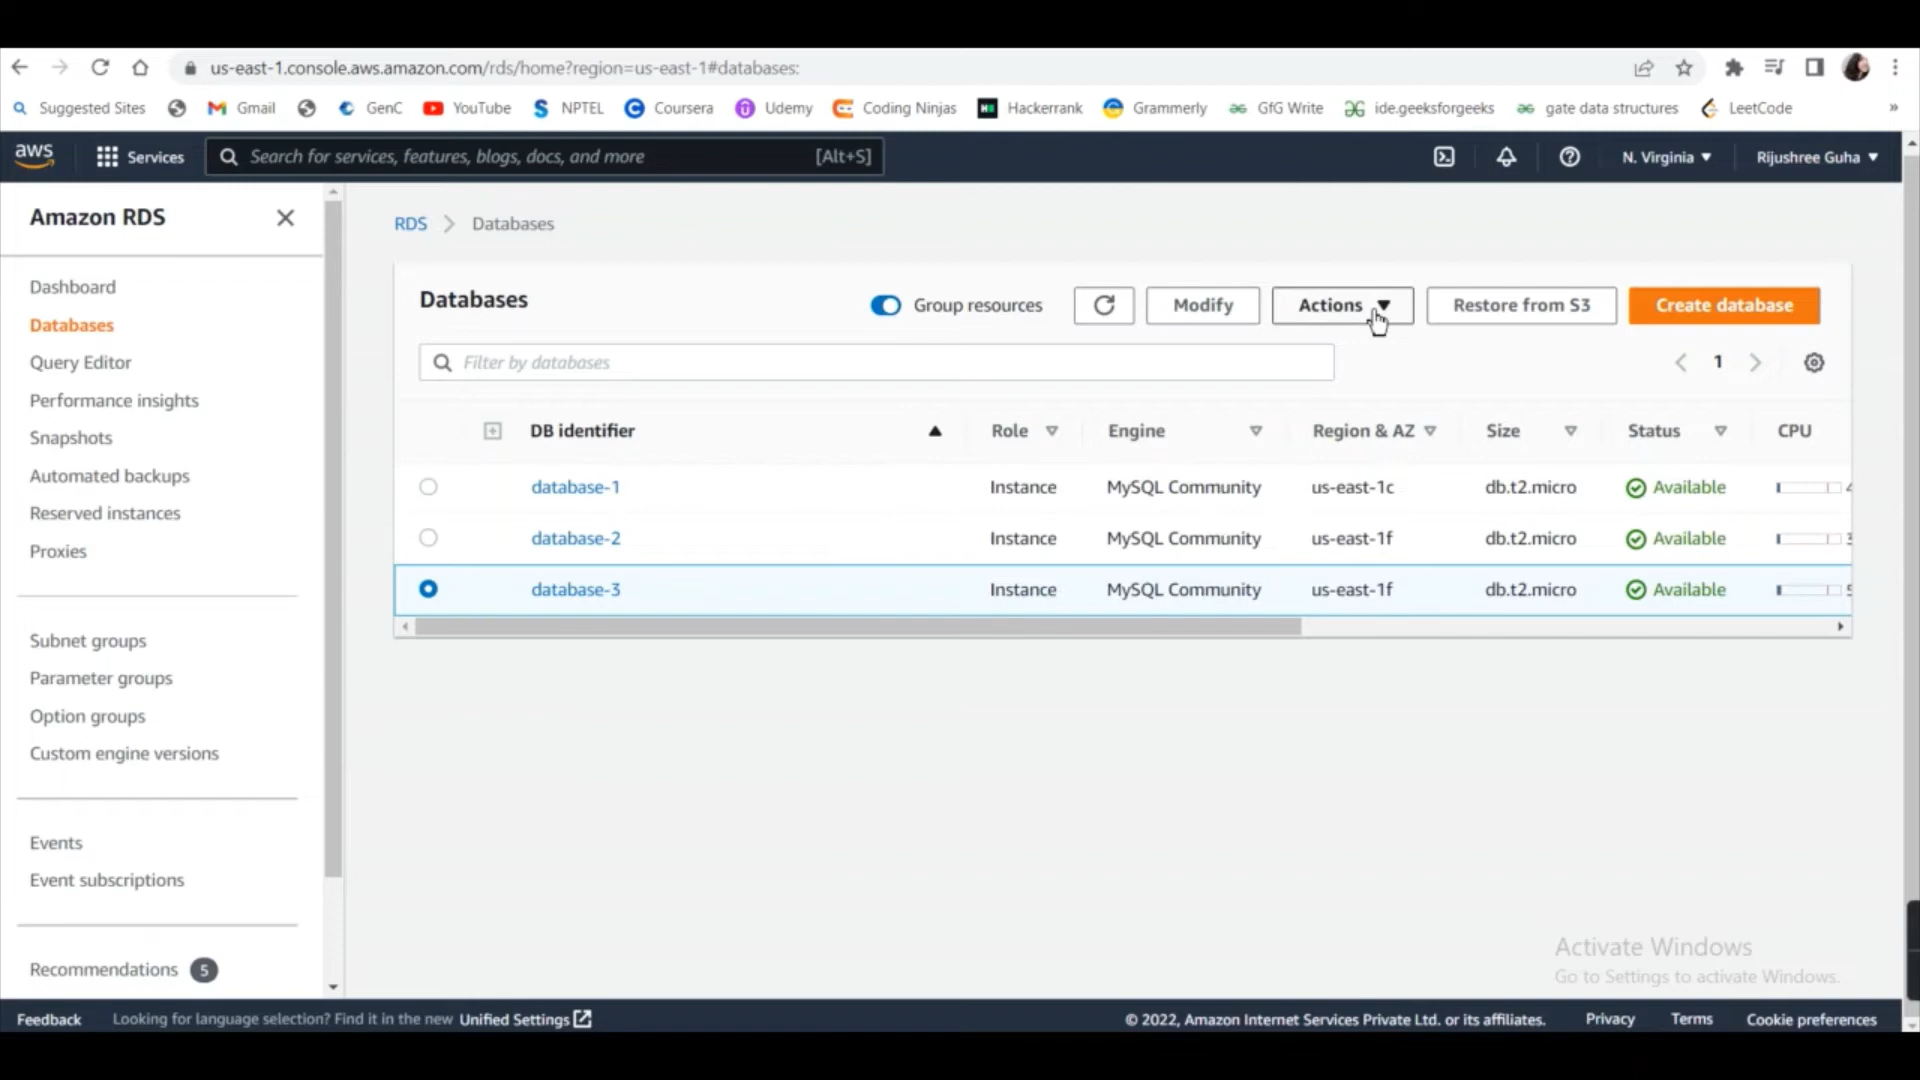 us-east-1.console.aws.amazon.com/rds/home?region=us-east-1#databases:
Suggested Sites Gmail GenC YouTube NPTEL Coursera Udemy Coding Ninjas Hackerrank Grammerly GfG Write ide.geeksforgeeks gate data structures LeetCode »
aws Services Search for services, features, blogs, docs, and more [Alt+S] N. Virginia Rijushree Guha
Amazon RDS
Dashboard
Databases
Query Editor
Performance insights
Snapshots
Automated backups
Reserved instances
Proxies
Subnet groups
Parameter groups
Option groups
Custom engine versions
Events
Event subscriptions
Recommendations 5
RDS Databases
Databases Group resources Modify Actions Restore from S3 Create database
Filter by databases 1
DB identifier Role Engine Region & AZ Size Status CPU
database-1 Instance MySQL Community us-east-1c db.t2.micro Available
database-2 Instance MySQL Community us-east-1f db.t2.micro Available
database-3 Instance MySQL Community us-east-1f db.t2.micro Available
Activate Windows
Go to Settings to activate Windows.
Feedback Looking for language selection? Find it in the new Unified Settings © 2022, Amazon Internet Services Private Ltd. or its affiliates. Privacy Terms Cookie preferences